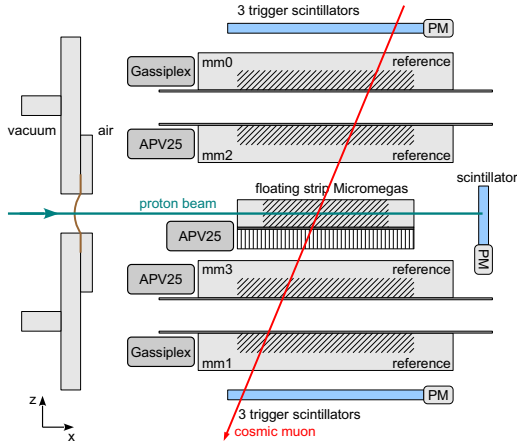 3 trigger scintillators
PM
Gassiplex
mm0
reference
vacuum
air
APV25
mm2
reference
floating strip Micromegas
scintillator
proton beam
APV25
PM
APV25
mm3
reference
Gassiplex
mm1
reference
PM
z
x
3 trigger scintillators
cosmic muon